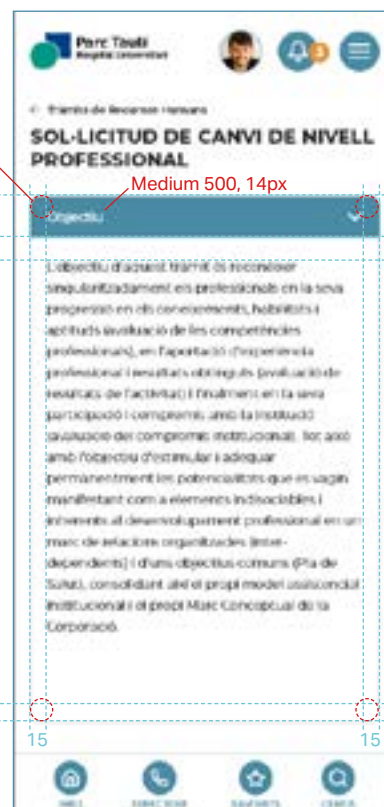 Parc Taulí
Hospital Universitari
3
< Tràmits de Recursos Humans
SOL·LICITUD DE CANVI DE NIVELL
PROFESSIONAL
Medium 500, 14px
Objectiu
L'objectiu d'aquest tràmit és reconèixer
singularitzadament els professionals en la seva
progressió en els coneixements, habilitats i
aptituds (avaluació de les competències
professionals), en l'aportació d'experiència
professional i resultats obtinguts (avaluació de
resultats de l'activitat) i finalment en la seva
participació i compromís amb la Institució
(avaluació del compromís institucional). Tot això
amb l'objectiu d'estimular i adequar
permanentment les potencialitats que es vagin
manifestant com a elements indissociables i
inherents al desenvolupament professional en un
marc de relacions organitzades (inter-
dependents) i d'uns objectius comuns (Pla de
Salut), consolidant així el propi model assistencial
institucional i el propi Marc Conceptual de la
Corporació.
15 15
INICI DIRECTORI FAVORITS CERCA